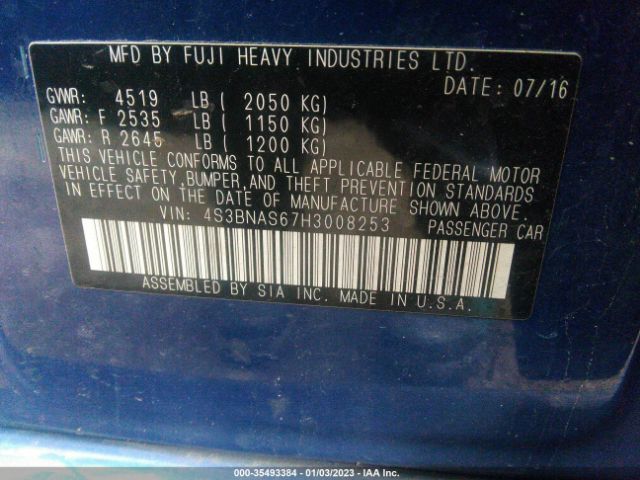 MFD BY FUJI HEAVY INDUSTRIES LTD.
DATE: 07/16
GVWR: 4519 LB ( 2050 KG)
GAWR: F 2535 LB ( 1150 KG)
GAWR: R 2645 LB ( 1200 KG)
THIS VEHICLE CONFORMS TO ALL APPLICABLE FEDERAL MOTOR
VEHICLE SAFETY,BUMPER,AND THEFT PREVENTION STANDARDS
IN EFFECT ON THE DATE OF MANUFACTURE SHOWN ABOVE.
VIN: 4S3BNAS67H3008253 PASSENGER CAR
ASSEMBLED BY SIA INC. MADE IN U.S.A.
000-35493384 - 01/03/2023 - IAA Inc.